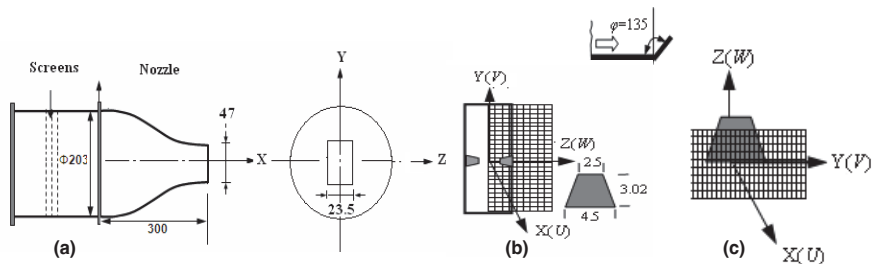 Screens
Nozzle
47
Φ203
X
300
(a)
Y
Z
23.5
φ=135
Y(V)
Z(W)
2.5
3.02
4.5
X(U)
(b)
Z(W)
Y(V)
X(U)
(c)